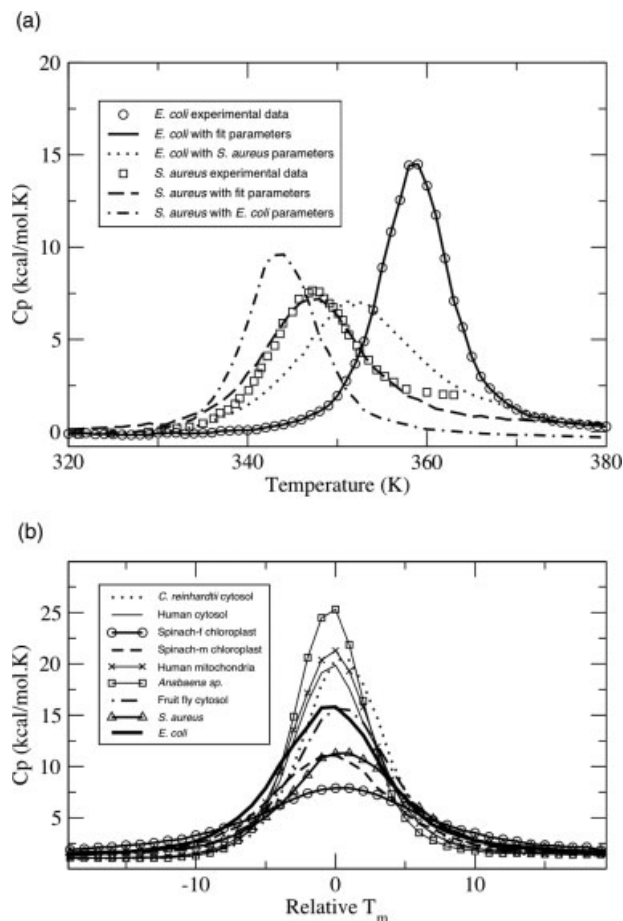 (a)
20
E. coli experimental data
E. coli with fit parameters
E. coli with S. aureus parameters
S. aureus experimental data
S. aureus with fit parameters
S. aureus with E. coli parameters
15
10
5
0
Cp (kcal/mol.K)
320 340 360 380
Temperature (K)
(b)
C. reinhardtii cytosol
Human cytosol
Spinach-f chloroplast
Spinach-m chloroplast
Human mitochondria
Anabaena sp.
Fruit fly cytosol
S. aureus
E. coli
25
20
15
10
5
Cp (kcal/mol.K)
-10 0 10
Relative Tm